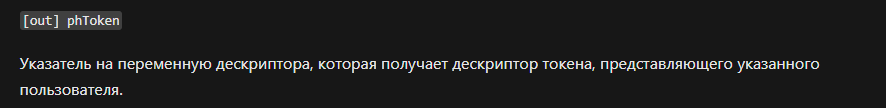 [out] phToken
Указатель на переменную дескриптора, которая получает дескриптор токена, представляющего указанного
пользователя.